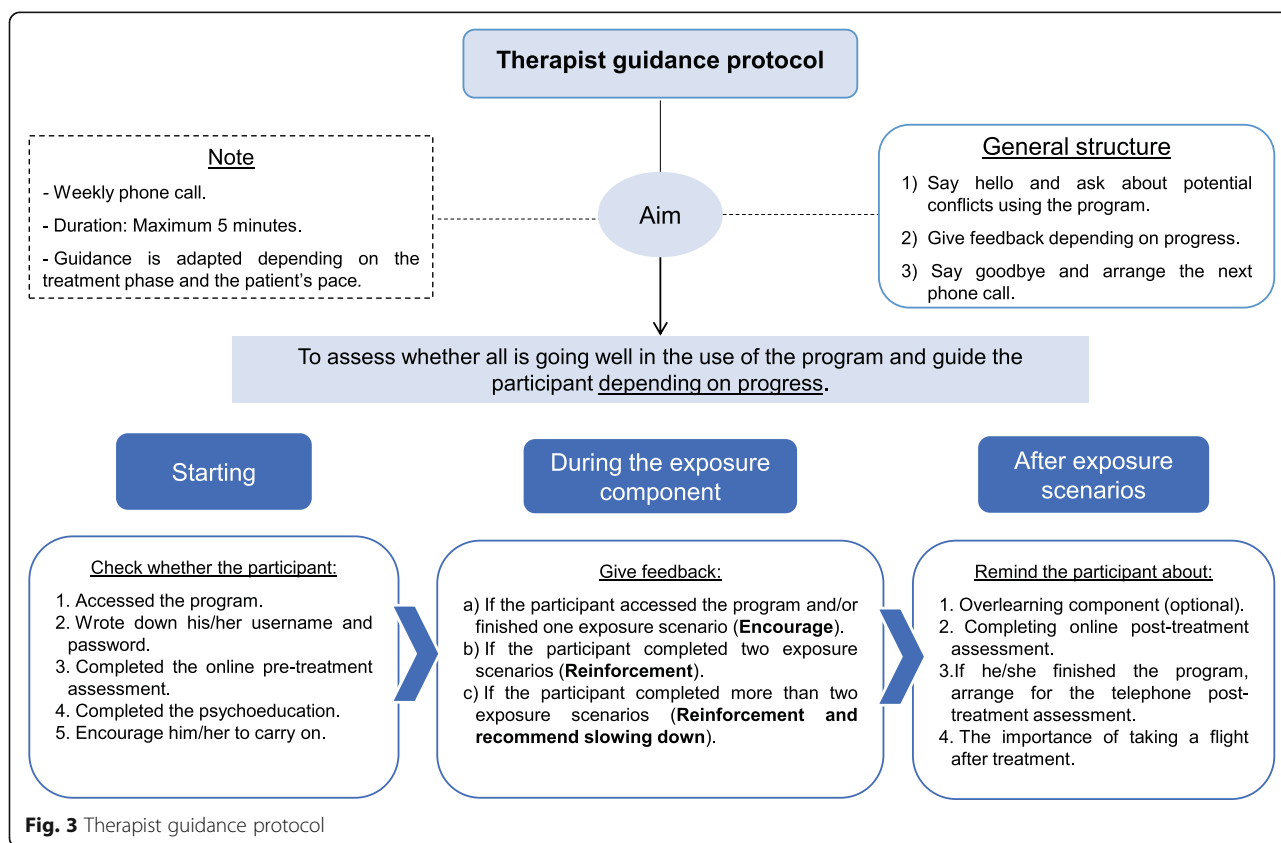 Therapist guidance protocol
Note
- Weekly phone call.
- Duration: Maximum 5 minutes.
- Guidance is adapted depending on the
treatment phase and the patient's pace.
Aim
General structure
1) Say hello and ask about potential
conflicts using the program.
2) Give feedback depending on progress.
3) Say goodbye and arrange the next
phone call.
To assess whether all is going well in the use of the program and guide the
participant depending on progress.
Starting
Check whether the participant:
1. Accessed the program.
2. Wrote down his/her username and
password.
3. Completed the online pre-treatment
assessment.
4. Completed the psychoeducation.
5. Encourage him/her to carry on.
During the exposure
component
Give feedback:
a) If the participant accessed the program and/or
finished one exposure scenario (Encourage).
b) If the participant completed two exposure
scenarios (Reinforcement).
c) If the participant completed more than two
exposure scenarios (Reinforcement and
recommend slowing down).
After exposure
scenarios
Remind the participant about:
1. Overlearning component (optional).
2. Completing online post-treatment
assessment.
3.If he/she finished the program,
arrange for the telephone post-
treatment assessment.
4. The importance of taking a flight
after treatment.
Fig. 3 Therapist guidance protocol